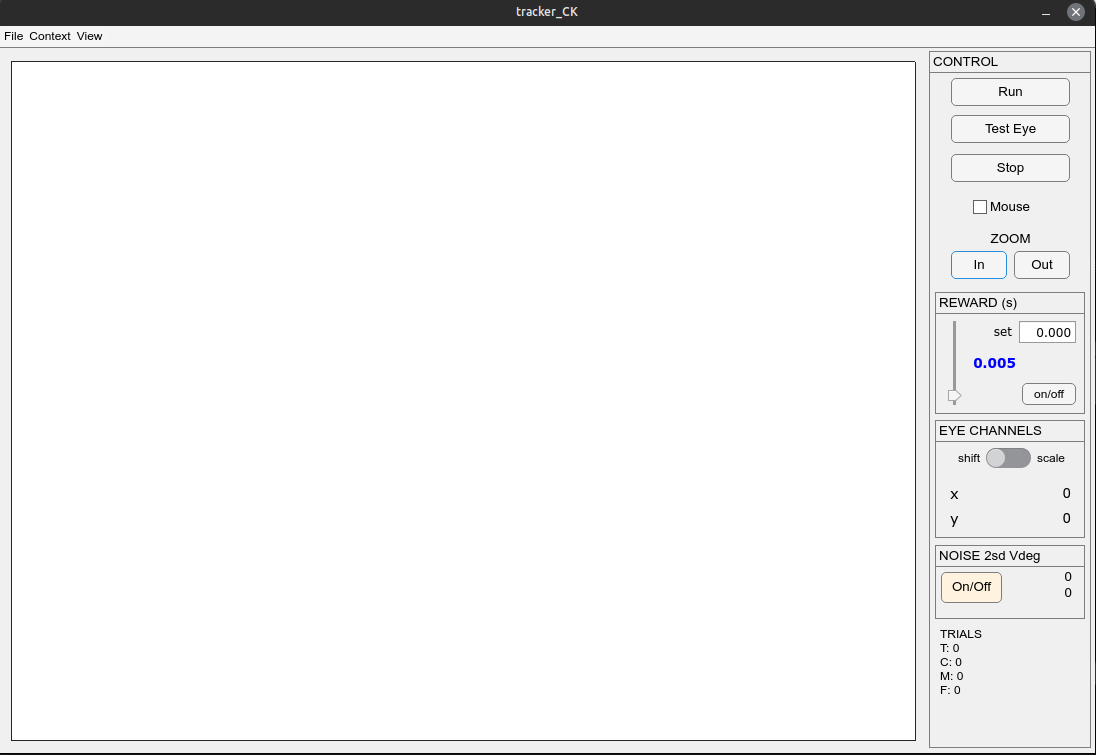 tracker_CK
File Context View
CONTROL
Run
Test Eye
Stop
Mouse
ZOOM
In Out
REWARD (s)
set 0.000
0.005
on/off
EYE CHANNELS
shift scale
x 0
y 0
NOISE 2sd Vdeg
On/Off 0
0
TRIALS
T: 0
C: 0
M: 0
F: 0